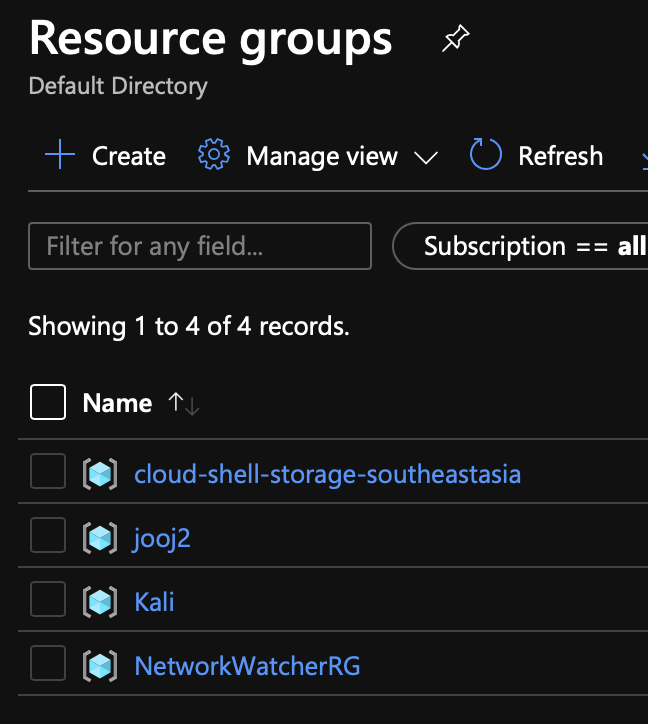 Resource groups
Default Directory
Create Manage view Refresh
Filter for any field... Subscription == all
Showing 1 to 4 of 4 records.
Name ↑↓
cloud-shell-storage-southeastasia
jooj2
Kali
NetworkWatcherRG